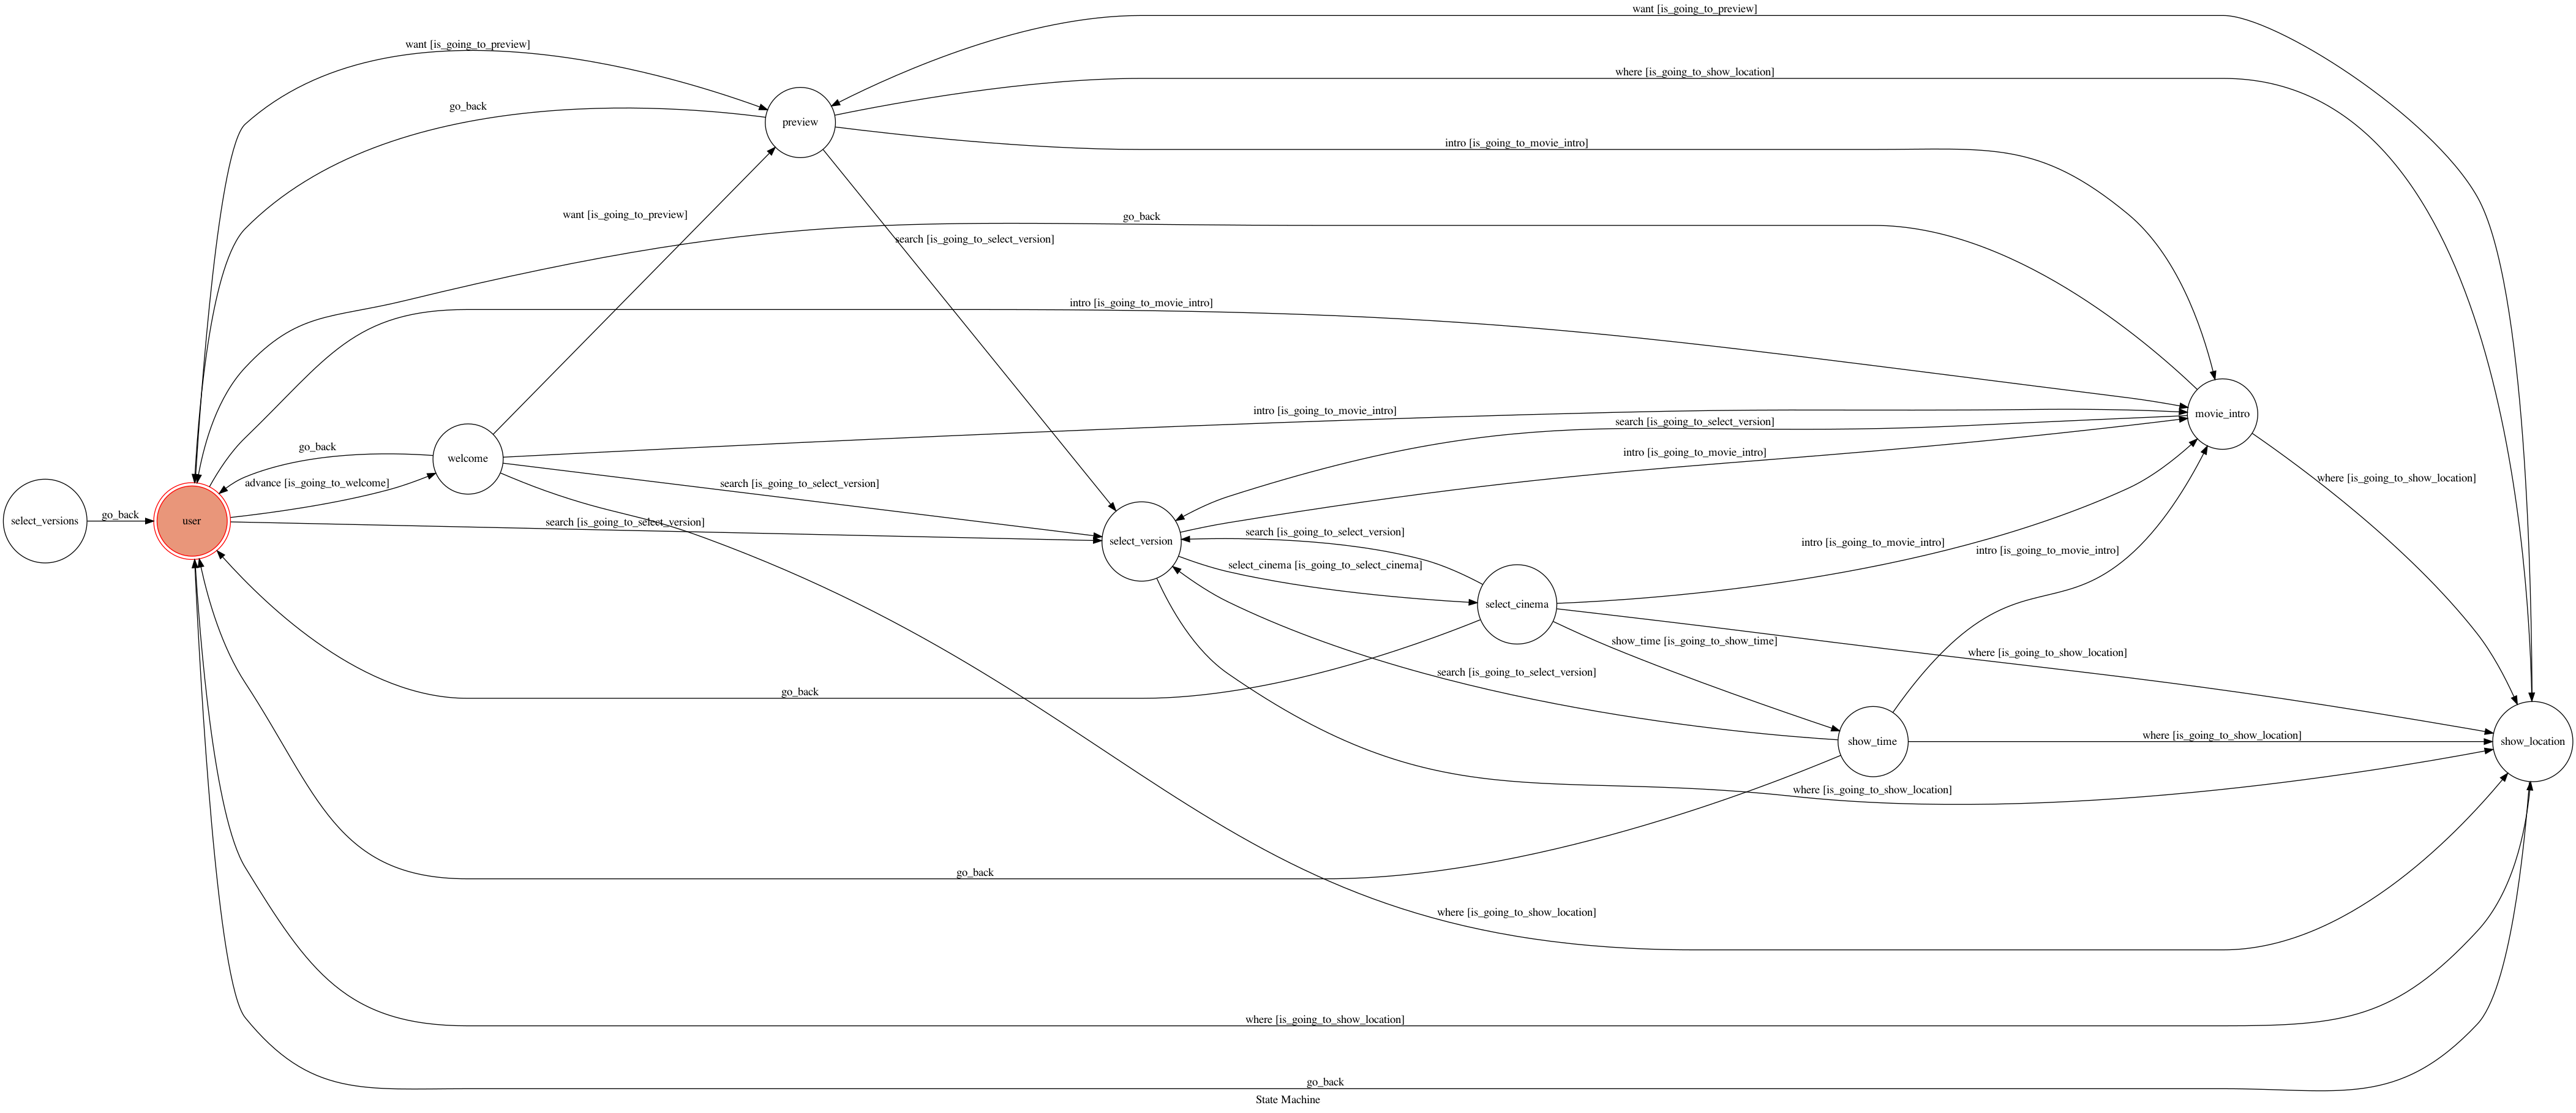 want [is_going_to_preview]
want [is_going_to_preview]
where [is_going_to_show_location]
go_back
preview
intro [is_going_to_movie_intro]
want [is_going_to_preview]
go_back
search [is_going_to_select_version]
intro [is_going_to_movie_intro]
intro [is_going_to_movie_intro]
movie_intro
search [is_going_to_select_version]
go_back
welcome
intro [is_going_to_movie_intro]
where [is_going_to_show_location]
advance [is_going_to_welcome]
search [is_going_to_select_version]
select_versions
go_back
user
search [is_going_to_select_version]
search [is_going_to_select_version]
select_version
intro [is_going_to_movie_intro]
intro [is_going_to_movie_intro]
select_cinema [is_going_to_select_cinema]
select_cinema
show_time [is_going_to_show_time]
where [is_going_to_show_location]
search [is_going_to_select_version]
go_back
where [is_going_to_show_location]
show_time
show_location
where [is_going_to_show_location]
go_back
where [is_going_to_show_location]
where [is_going_to_show_location]
go_back
State Machine